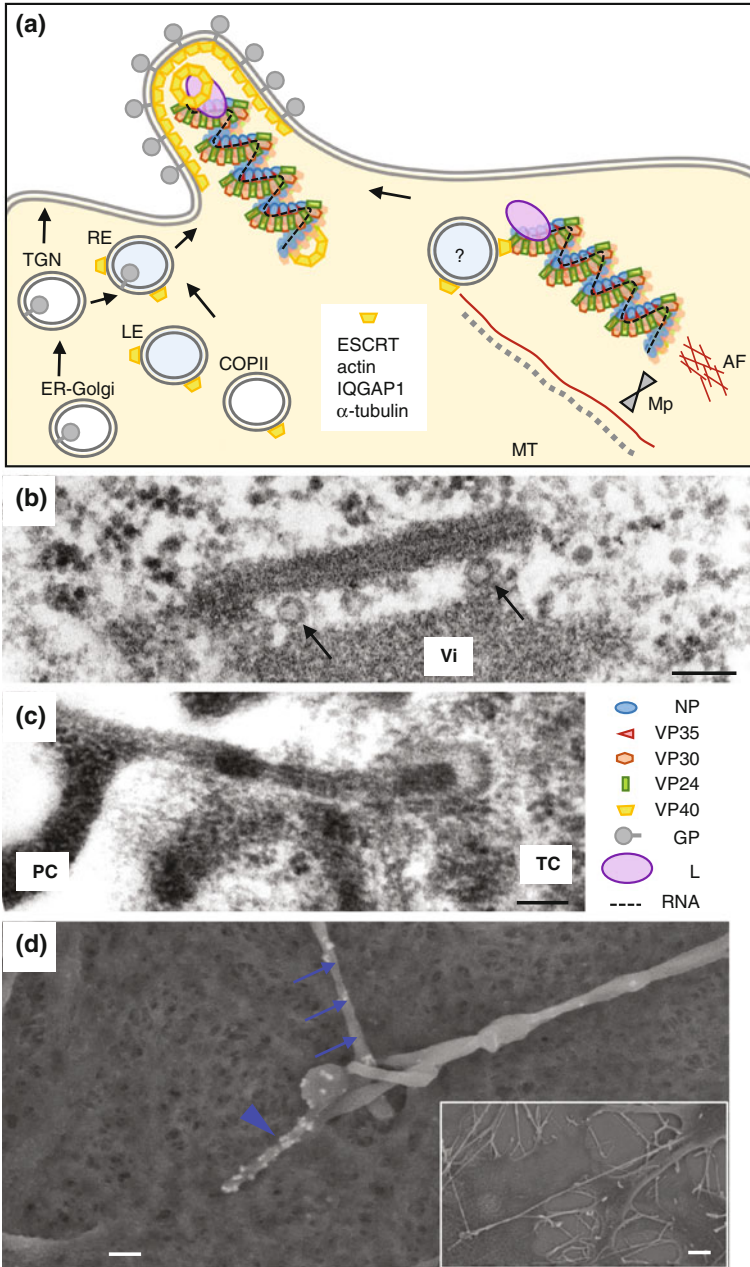 (a)
RE
TGN
LE
COPII
ER-Golgi
ESCRT
actin
IQGAP1
α-tubulin
?
AF
Mp
MT
(b)
Vi
(c)
PC
TC
NP
VP35
VP30
VP24
VP40
GP
L
RNA
(d)